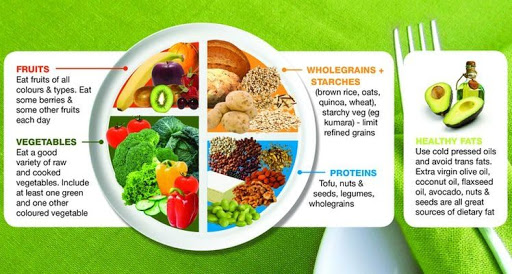 FRUITS
Eat fruits of all
colours & types. Eat
some berries &
some other fruits
each day
VEGETABLES
Eat a good
variety of raw
and cooked
vegetables. Include
at least one green
and one other
coloured vegetable
WHOLEGRAINS +
STARCHES
(brown rice, oats,
quinoa, wheat),
starchy veg (eg
kumara) - limit
refined grains
PROTEINS
Tofu, nuts &
seeds, legumes,
wholegrains
HEALTHY FATS
Use cold pressed oils
and avoid trans fats.
Extra virgin olive oil,
coconut oil, flaxseed
oil, avocado, nuts &
seeds are all great
sources of dietary fat